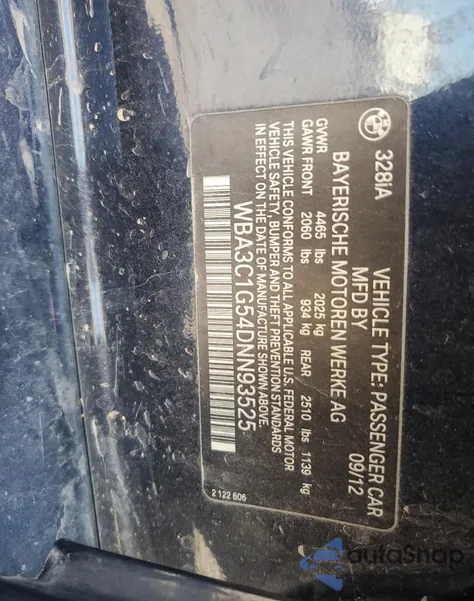 BMW
328iA
VEHICLE TYPE: PASSENGER CAR
MFD BY 09/12
BAYERISCHE MOTOREN WERKE AG
GVWR 4465 lbs 2025 kg
GAWR FRONT 2060 lbs 934 kg REAR 2510 lbs 1139 kg
THIS VEHICLE CONFORMS TO ALL APPLICABLE U.S. FEDERAL MOTOR
VEHICLE SAFETY, BUMPER AND THEFT PREVENTION STANDARDS
IN EFFECT ON THE DATE OF MANUFACTURE SHOWN ABOVE.
WBA3C1G54DNN93525
2 122 606
autoSnap